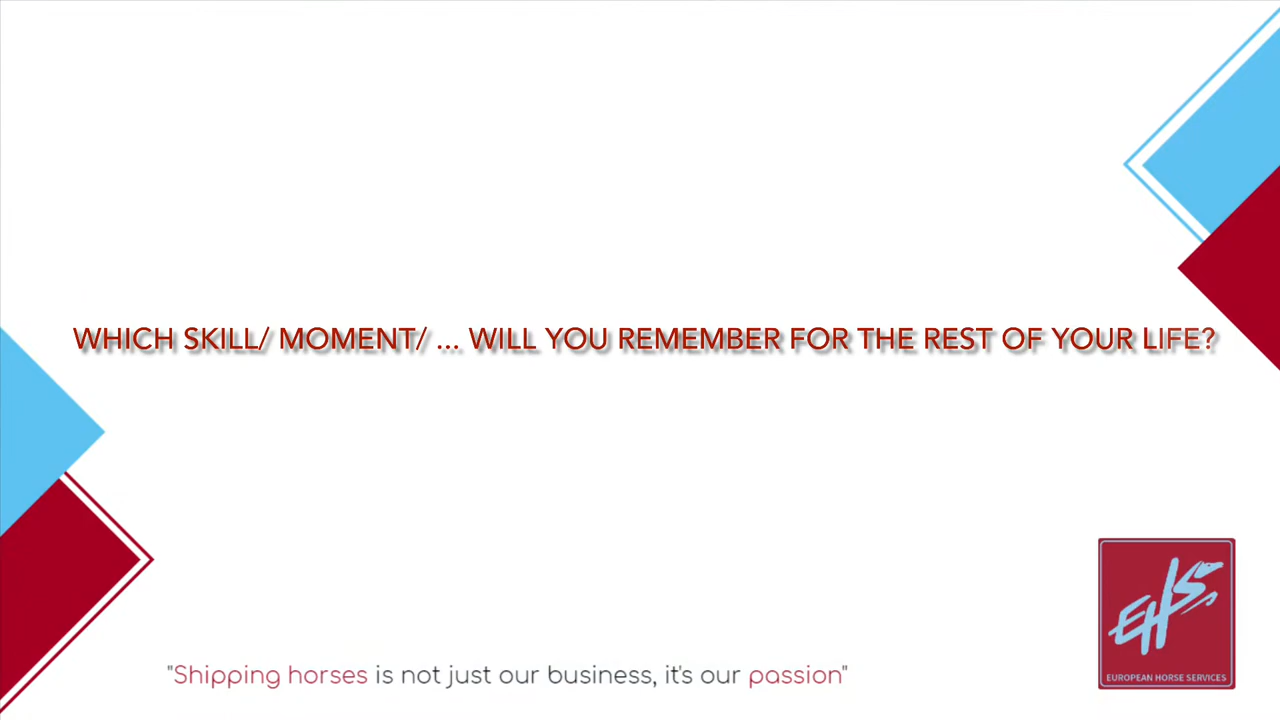 WHICH SKILL/ MOMENT/ ... WILL YOU REMEMBER FOR THE REST OF YOUR LIFE?
EHS
EUROPEAN HORSE SERVICES
"Shipping horses is not just our business, it's our passion"